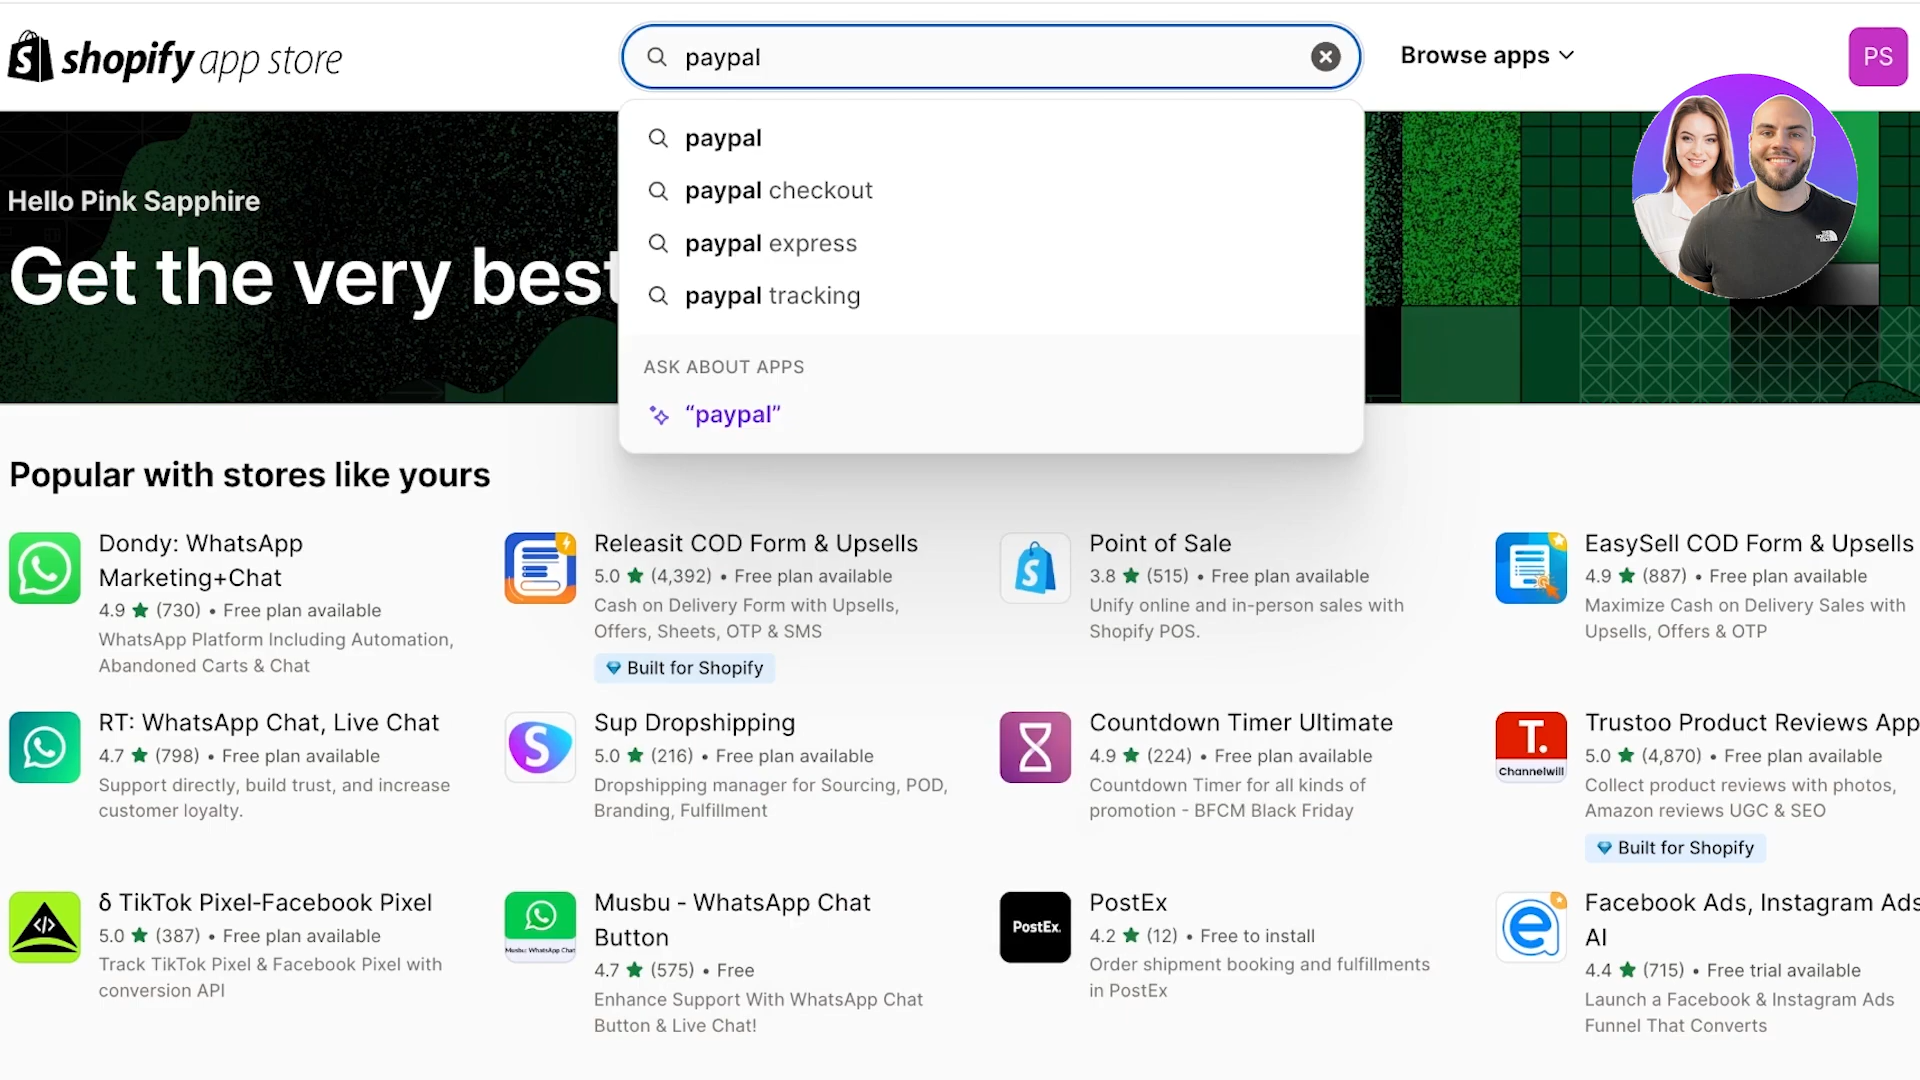 shopify app store
paypal
Browse apps
PS
paypal
paypal checkout
paypal express
paypal tracking
ASK ABOUT APPS
“paypal”
Hello Pink Sapphire
Get the very best
THE NORTH FACE
Popular with stores like yours
Dondy: WhatsApp
Marketing+Chat
4.9 ★ (730) • Free plan available
WhatsApp Platform Including Automation,
Abandoned Carts & Chat
Releasit COD Form & Upsells
5.0 ★ (4,392) • Free plan available
Cash on Delivery Form with Upsells,
Offers, Sheets, OTP & SMS
Built for Shopify
Point of Sale
3.8 ★ (515) • Free plan available
Unify online and in-person sales with
Shopify POS.
EasySell COD Form & Upsells
4.9 ★ (887) • Free plan available
Maximize Cash on Delivery Sales with
Upsells, Offers & OTP
RT: WhatsApp Chat, Live Chat
4.7 ★ (798) • Free plan available
Support directly, build trust, and increase
customer loyalty.
Sup Dropshipping
5.0 ★ (216) • Free plan available
Dropshipping manager for Sourcing, POD,
Branding, Fulfillment
Countdown Timer Ultimate
4.9 ★ (224) • Free plan available
Countdown Timer for all kinds of
promotion - BFCM Black Friday
T.
Channelwill
Trustoo Product Reviews App
5.0 ★ (4,870) • Free plan available
Collect product reviews with photos,
Amazon reviews UGC & SEO
Built for Shopify
δ TikTok Pixel-Facebook Pixel
5.0 ★ (387) • Free plan available
Track TikTok Pixel & Facebook Pixel with
conversion API
Musbu: WhatsApp Chat
Musbu - WhatsApp Chat
Button
4.7 ★ (575) • Free
Enhance Support With WhatsApp Chat
Button & Live Chat!
PostEx.
PostEx
4.2 ★ (12) • Free to install
Order shipment booking and fulfillments
in PostEx
Facebook Ads, Instagram Ads
AI
4.4 ★ (715) • Free trial available
Launch a Facebook & Instagram Ads
Funnel That Converts